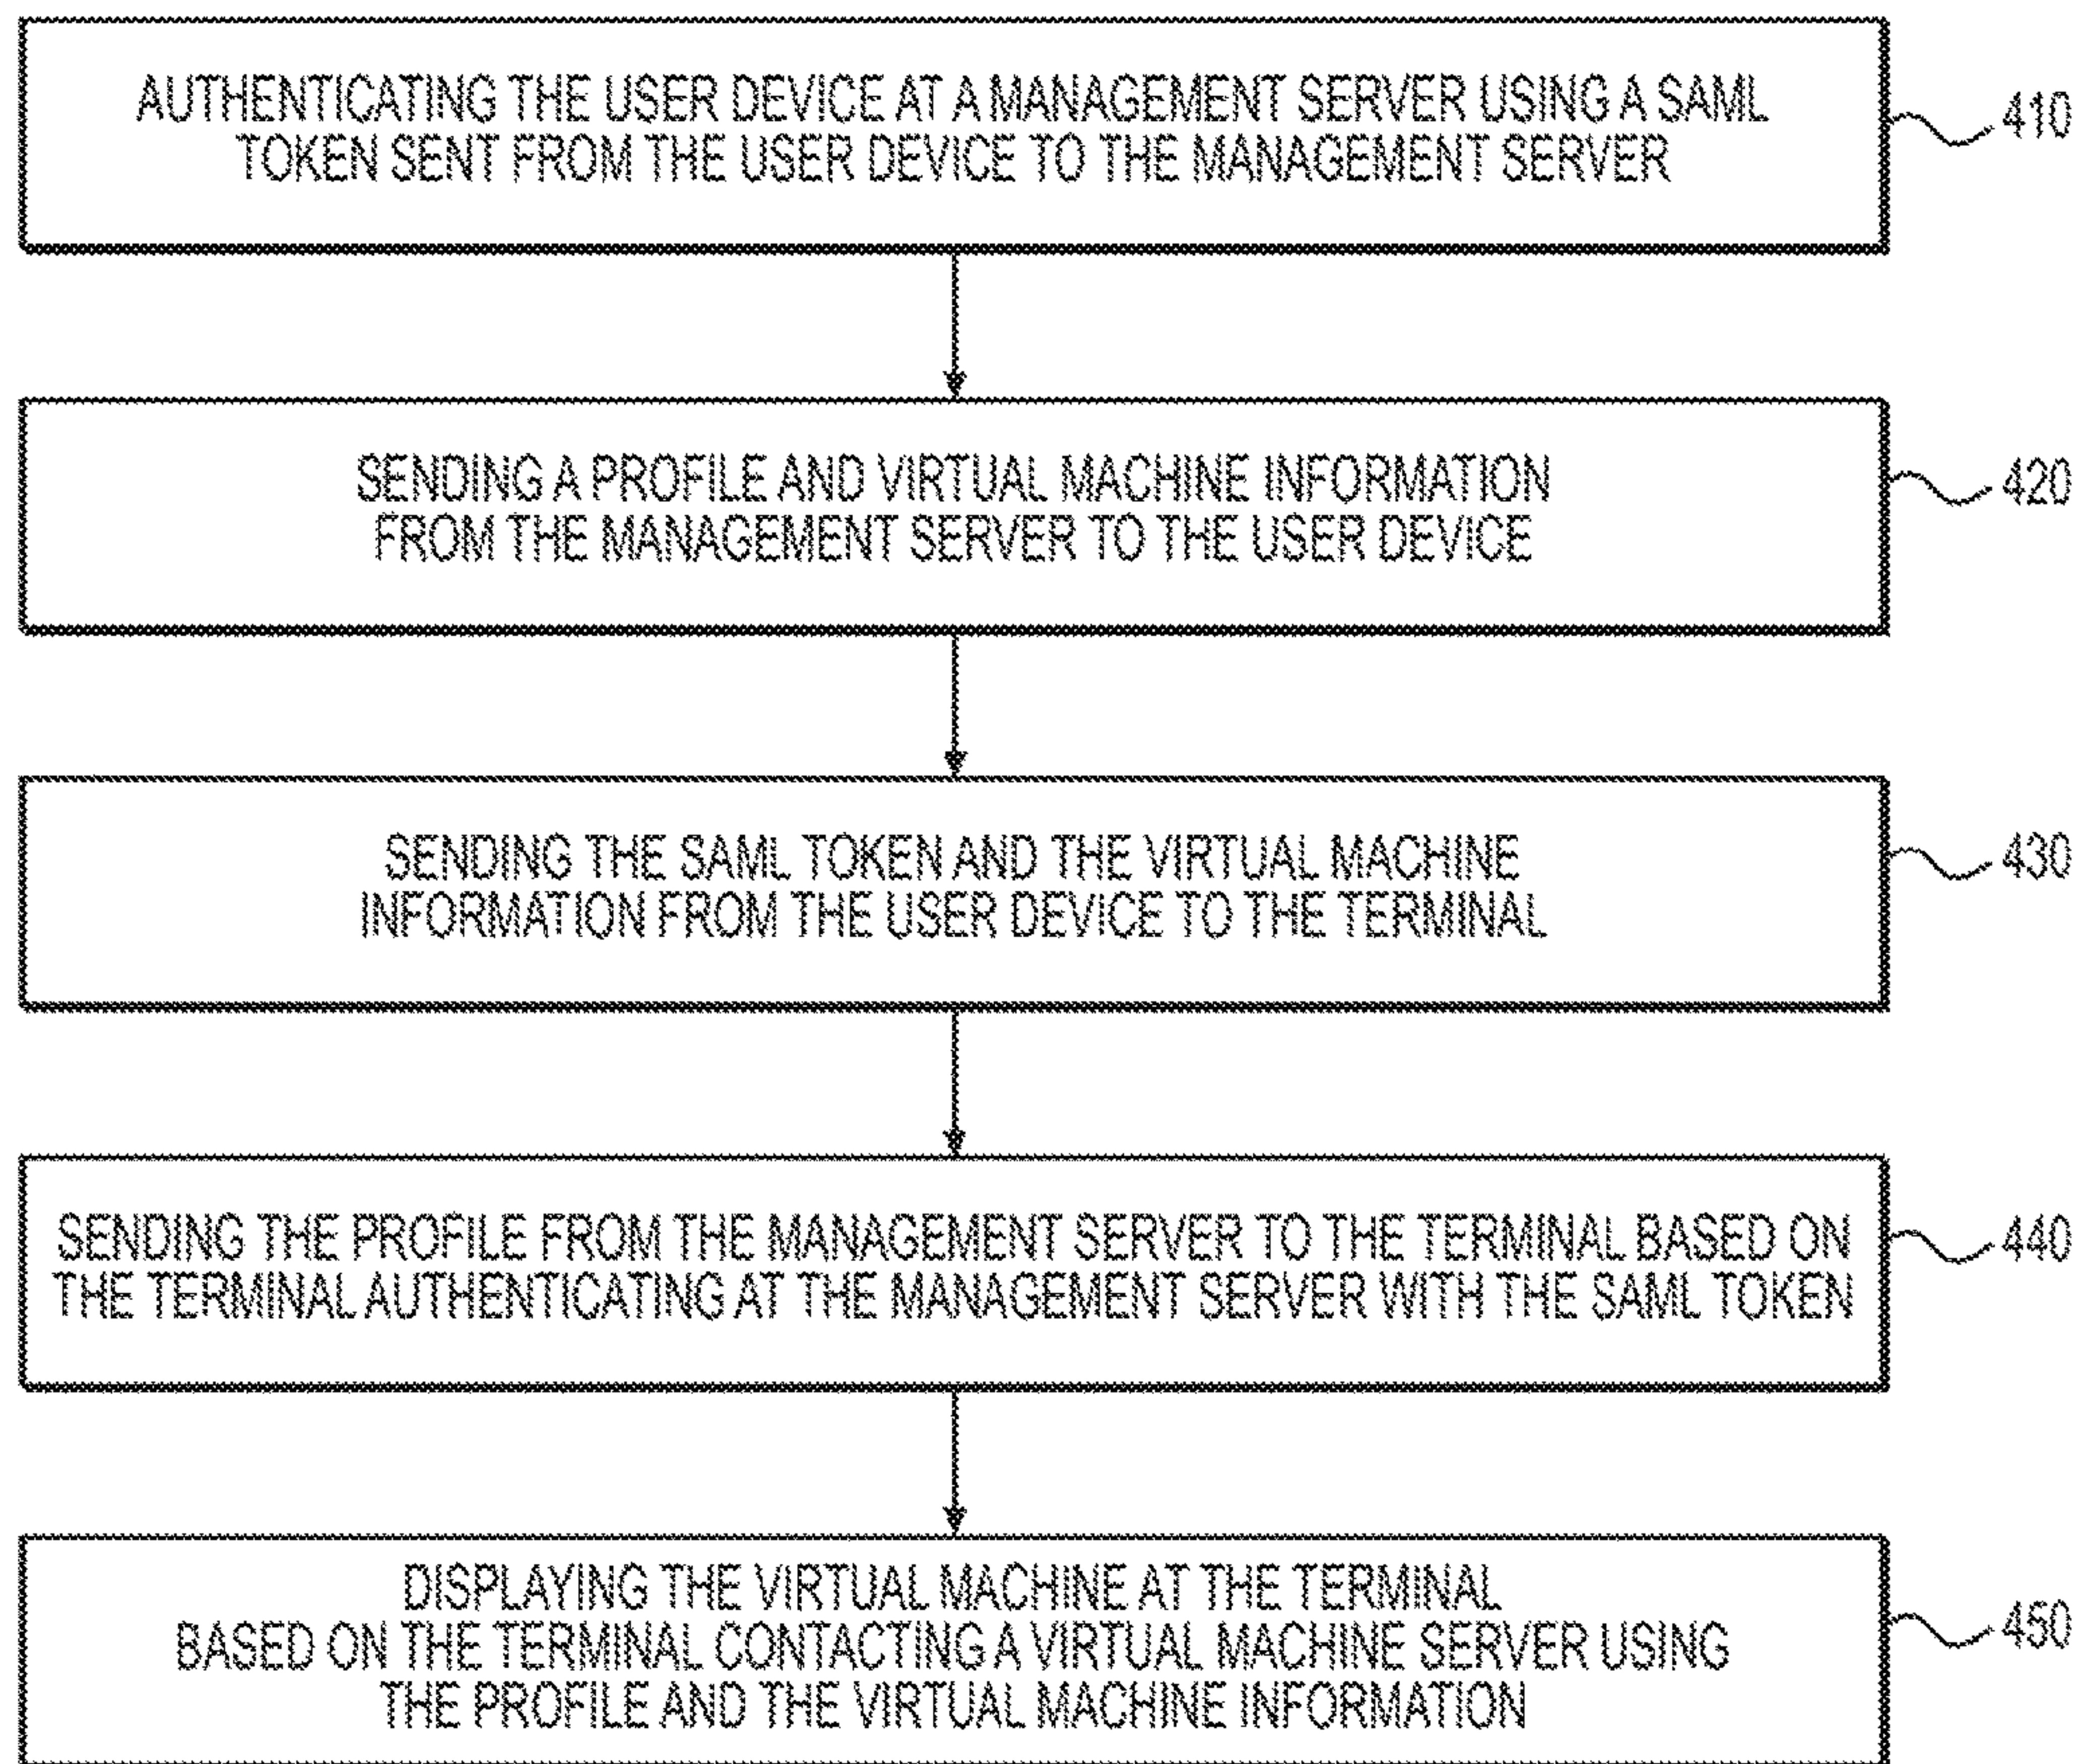 AUTHENTICATING THE USER DEVICE AT A MANAGEMENT SERVER USING A SAML
TOKEN SENT FROM THE USER DEVICE TO THE MANAGEMENT SERVER
410
SENDING A PROFILE AND VIRTUAL MACHINE INFORMATION
FROM THE MANAGEMENT SERVER TO THE USER DEVICE
420
SENDING THE SAML TOKEN AND THE VIRTUAL MACHINE
INFORMATION FROM THE USER DEVICE TO THE TERMINAL
430
SENDING THE PROFILE FROM THE MANAGEMENT SERVER TO THE TERMINAL BASED ON
THE TERMINAL AUTHENTICATING AT THE MANAGEMENT SERVER WITH THE SAML TOKEN
440
DISPLAYING THE VIRTUAL MACHINE AT THE TERMINAL
BASED ON THE TERMINAL CONTACTING A VIRTUAL MACHINE SERVER USING
THE PROFILE AND THE VIRTUAL MACHINE INFORMATION
450